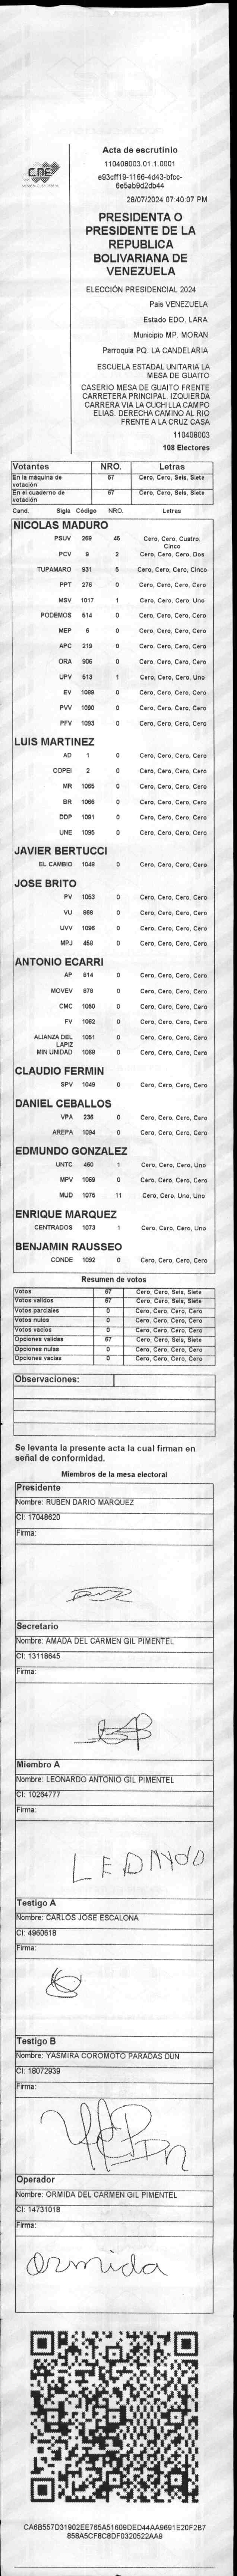 CNE
Acta de escrutinio
110408003.01.1.0001
e93cff19-1166-4d43-bfcc-
6e5ab9d2db44
28/07/2024 07:40:07 PM
PRESIDENTA O
PRESIDENTE DE LA
REPUBLICA
BOLIVARIANA DE
VENEZUELA
ELECCIÓN PRESIDENCIAL 2024
País VENEZUELA
Estado EDO. LARA
Municipio MP. MORAN
Parroquia PQ. LA CANDELARIA
ESCUELA ESTADAL UNITARIA LA
MESA DE GUAITO
CASERIO MESA DE GUAITO FRENTE
CARRETERA PRINCIPAL. IZQUIERDA
CARRERA VIA LA CUCHILLA CAMPO
ELIAS. DERECHA CAMINO AL RIO
FRENTE A LA CRUZ CASA
110408003
108 Electores
Votantes NRO. Letras
En la máquina de votación 67 Cero, Cero, Seis, Siete
En el cuaderno de votación 67 Cero, Cero, Seis, Siete
Cand. Sigla Código NRO. Letras
NICOLAS MADURO
PSUV 269 45 Cero, Cero, Cuatro, Cinco
PCV 9 2 Cero, Cero, Cero, Dos
TUPAMARO 931 5 Cero, Cero, Cero, Cinco
PPT 276 0 Cero, Cero, Cero, Cero
MSV 1017 1 Cero, Cero, Cero, Uno
PODEMOS 514 0 Cero, Cero, Cero, Cero
MEP 6 0 Cero, Cero, Cero, Cero
APC 219 0 Cero, Cero, Cero, Cero
ORA 906 0 Cero, Cero, Cero, Cero
UPV 513 1 Cero, Cero, Cero, Uno
EV 1089 0 Cero, Cero, Cero, Cero
PVV 1090 0 Cero, Cero, Cero, Cero
PFV 1093 0 Cero, Cero, Cero, Cero
LUIS MARTINEZ
AD 1 0 Cero, Cero, Cero, Cero
COPEI 2 0 Cero, Cero, Cero, Cero
MR 1065 0 Cero, Cero, Cero, Cero
BR 1066 0 Cero, Cero, Cero, Cero
DDP 1091 0 Cero, Cero, Cero, Cero
UNE 1095 0 Cero, Cero, Cero, Cero
JAVIER BERTUCCI
EL CAMBIO 1048 0 Cero, Cero, Cero, Cero
JOSE BRITO
PV 1053 0 Cero, Cero, Cero, Cero
VU 868 0 Cero, Cero, Cero, Cero
UVV 1096 0 Cero, Cero, Cero, Cero
MPJ 458 0 Cero, Cero, Cero, Cero
ANTONIO ECARRI
AP 814 0 Cero, Cero, Cero, Cero
MOVEV 878 0 Cero, Cero, Cero, Cero
CMC 1050 0 Cero, Cero, Cero, Cero
FV 1062 0 Cero, Cero, Cero, Cero
ALIANZA DEL LAPIZ 1051 0 Cero, Cero, Cero, Cero
MIN UNIDAD 1068 0 Cero, Cero, Cero, Cero
CLAUDIO FERMIN
SPV 1049 0 Cero, Cero, Cero, Cero
DANIEL CEBALLOS
VPA 236 0 Cero, Cero, Cero, Cero
AREPA 1094 0 Cero, Cero, Cero, Cero
EDMUNDO GONZALEZ
UNTC 460 1 Cero, Cero, Cero, Uno
MPV 1069 0 Cero, Cero, Cero, Cero
MUD 1075 11 Cero, Cero, Uno, Uno
ENRIQUE MARQUEZ
CENTRADOS 1073 1 Cero, Cero, Cero, Uno
BENJAMIN RAUSSEO
CONDE 1092 0 Cero, Cero, Cero, Cero
Resumen de votos
Votos 67 Cero, Cero, Seis, Siete
Votos validos 67 Cero, Cero, Seis, Siete
Votos parciales 0 Cero, Cero, Cero, Cero
Votos nulos 0 Cero, Cero, Cero, Cero
Votos vacios 0 Cero, Cero, Cero, Cero
Opciones validas 67 Cero, Cero, Seis, Siete
Opciones nulas 0 Cero, Cero, Cero, Cero
Opciones vacias 0 Cero, Cero, Cero, Cero
Observaciones:
Se levanta la presente acta la cual firman en
señal de conformidad.
Miembros de la mesa electoral
Presidente
Nombre: RUBEN DARIO MARQUEZ
CI: 17048620
Firma:
Secretario
Nombre: AMADA DEL CARMEN GIL PIMENTEL
CI: 13118645
Firma:
Miembro A
Nombre: LEONARDO ANTONIO GIL PIMENTEL
CI: 10264777
Firma:
Testigo A
Nombre: CARLOS JOSE ESCALONA
CI: 4960618
Firma:
Testigo B
Nombre: YASMIRA COROMOTO PARADAS DUN
CI: 18072939
Firma:
Operador
Nombre: ORMIDA DEL CARMEN GIL PIMENTEL
CI: 14731018
Firma:
Ormida
CA6B557D31902EE765A51609DED44AA9691E20F2B7
858A5CF8C8DF0320522AA9